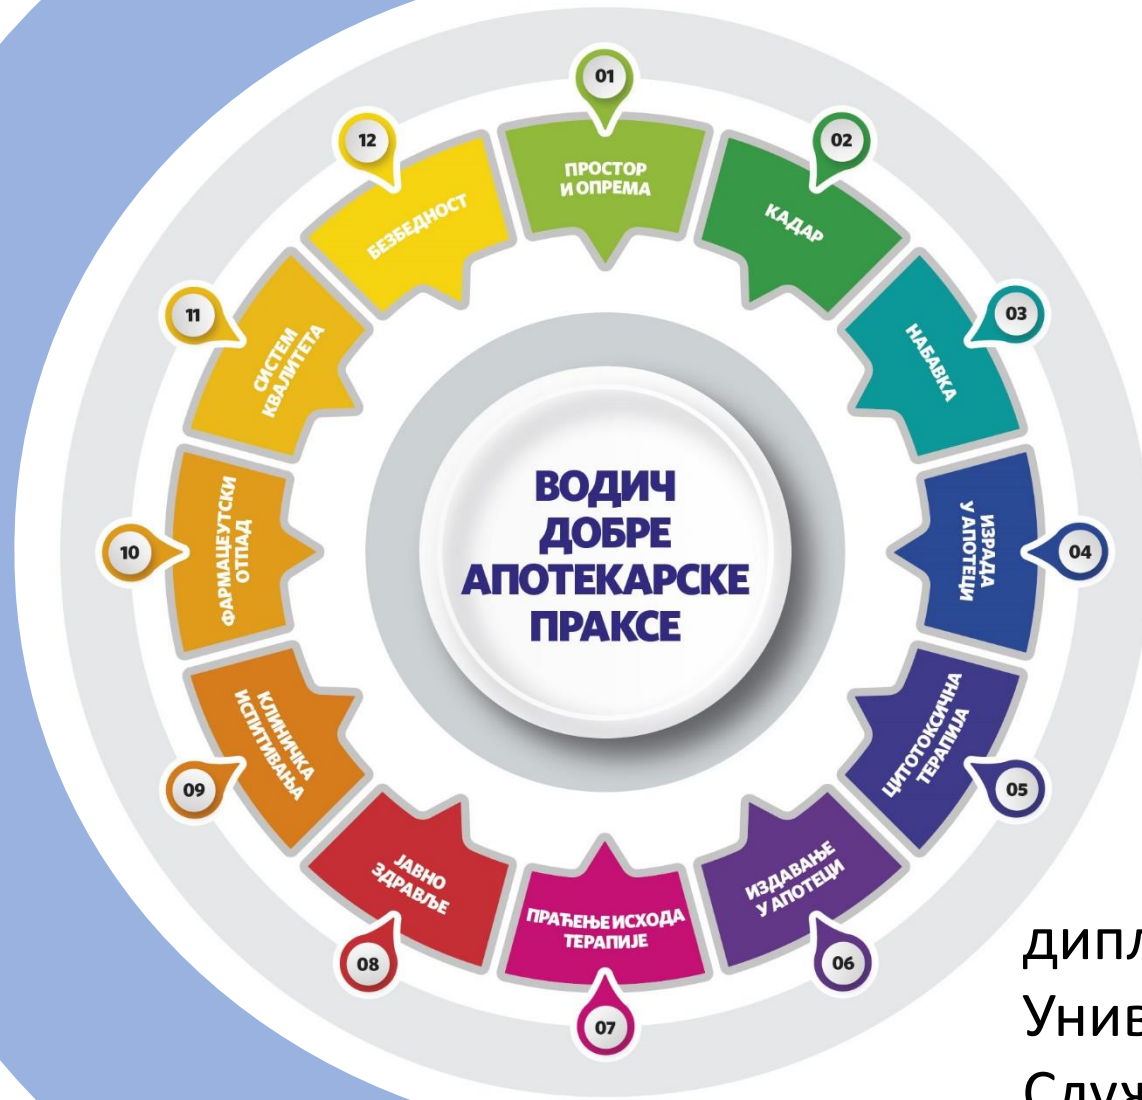 ВОДИЧ
ДОБРЕ
АПОТЕКАРСКЕ
ПРАКСЕ
01
ПРОСТОР
И ОПРЕМА
02
КАДАР
03
НАБАВКА
04
ИЗРАДА
У АПОТЕЦИ
05
ЦИТОТОКСИЧНА
ТЕРАПИЈА
06
ИЗДАВАЊЕ
У АПОТЕЦИ
07
ПРАЋЕЊЕ ИСХОДА
ТЕРАПИЈЕ
08
ЈАВНО
ЗДРАВЉЕ
09
КЛИНИЧКА
ИСПИТИВАЊА
10
ФАРМАЦЕУТСКИ
ОТПАД
11
СИСТЕМ
КВАЛИТЕТА
12
БЕЗБЕДНОСТ